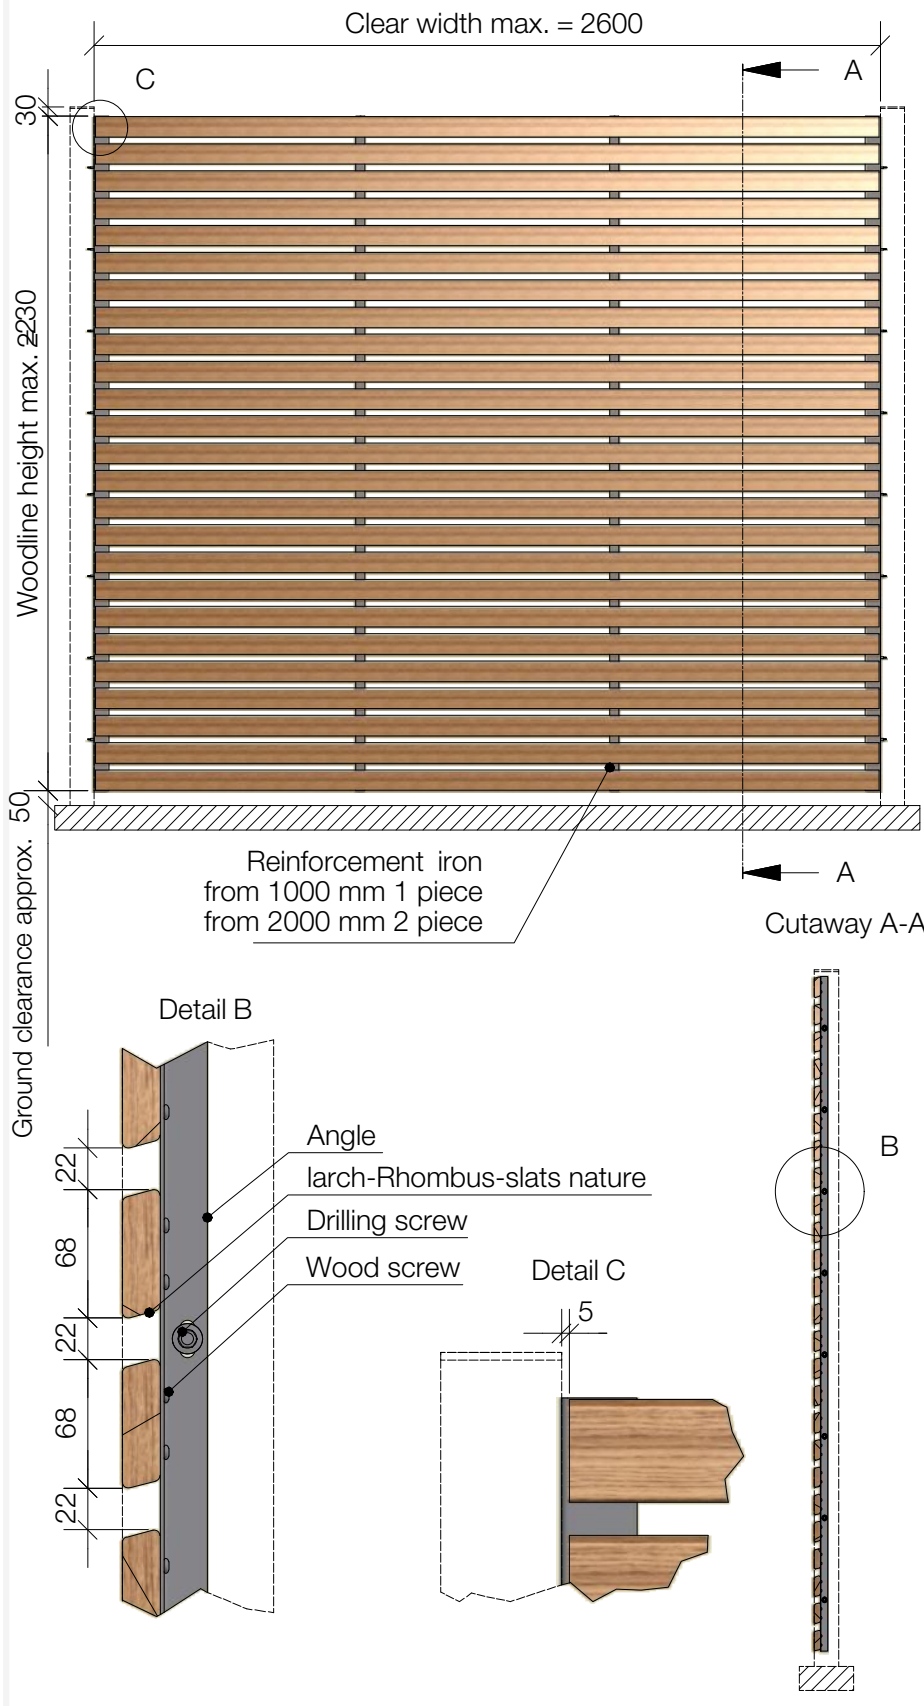 Clear width max. = 2600
C
A
30
Woodline height max. 2230
Ground clearance approx. 50
Reinforcement iron
from 1000 mm 1 piece
from 2000 mm 2 piece
A
Cutaway A-A
Detail B
Angle
larch-Rhombus-slats nature
Drilling screw
Wood screw
22
68
22
68
22
Detail C
5
B